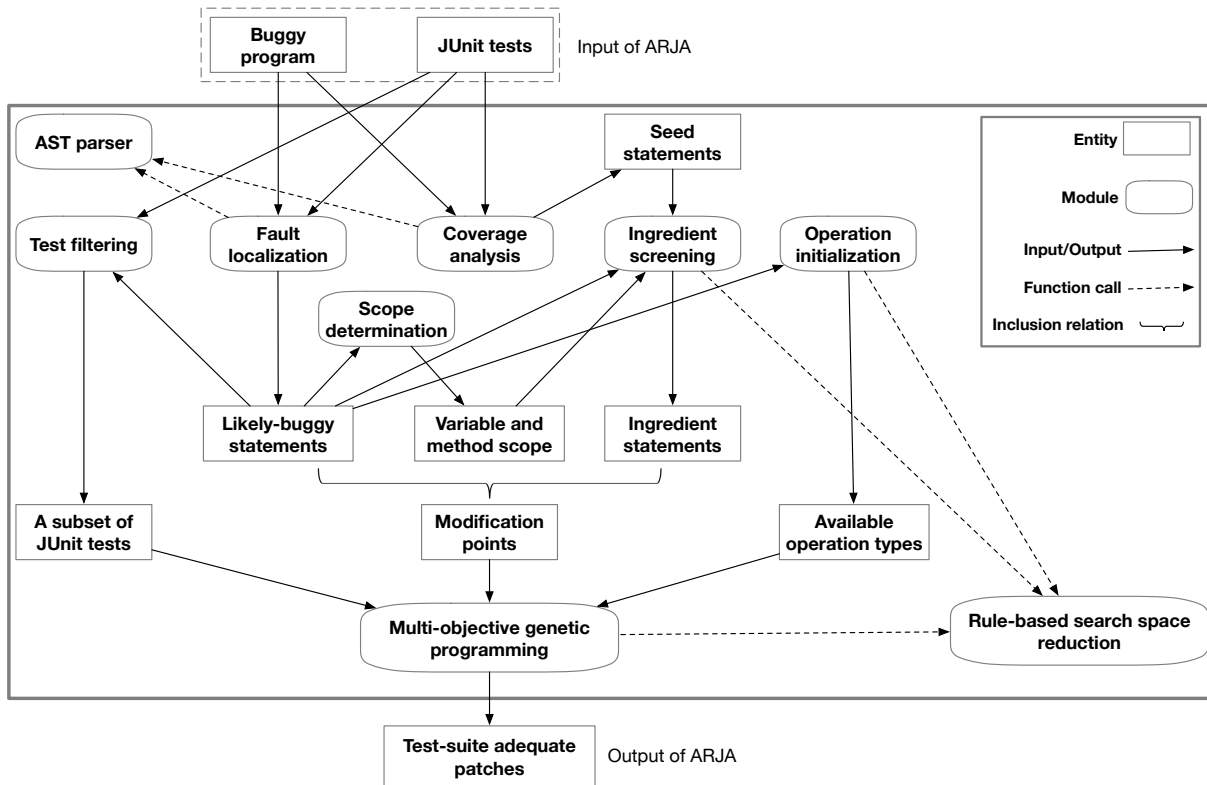 Buggy
program
JUnit tests
Input of ARJA
AST parser
Seed
statements
Entity
Module
Input/Output
Function call
Inclusion relation
Test filtering
Fault
localization
Coverage
analysis
Ingredient
screening
Operation
initialization
Scope
determination
Likely-buggy
statements
Variable and
method scope
Ingredient
statements
A subset of
JUnit tests
Modification
points
Available
operation types
Multi-objective genetic
programming
Rule-based search space
reduction
Test-suite adequate
patches
Output of ARJA